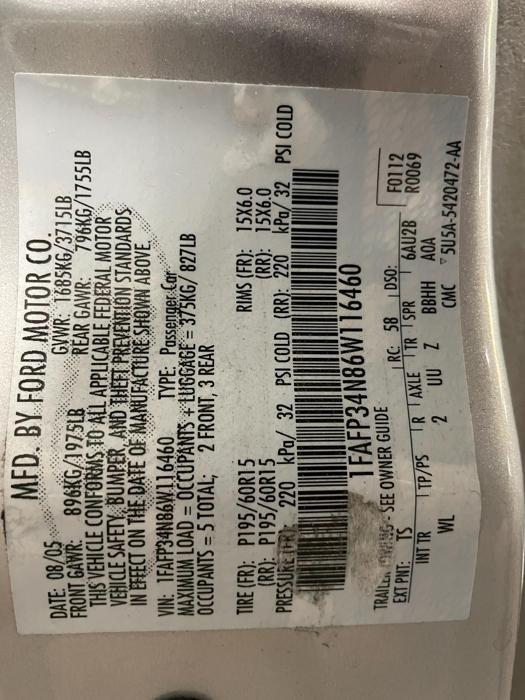 MFD. BY FORD MOTOR CO.
DATE: 08/05 GVWR: 1685KG/3715LB
FRONT GAWR: 896KG/1975LB REAR GAWR: 796KG/1755LB
THIS VEHICLE CONFORMS TO ALL APPLICABLE FEDERAL MOTOR
VEHICLE SAFETY, BUMPER, AND THEFT PREVENTION STANDARDS
IN EFFECT ON THE DATE OF MANUFACTURE SHOWN ABOVE
VIN: 1FAFP34N86W116460 TYPE: Passenger Car
MAXIMUM LOAD = OCCUPANTS + LUGGAGE = 375KG/ 827LB
OCCUPANTS = 5 TOTAL; 2 FRONT, 3 REAR
TIRE (FR): P195/60R15 RIMS (FR): 15X6.0
(RR): P195/60R15 (RR): 15X6.0
PRESSURE (FR): 220 kPa/ 32 PSI COLD (RR): 220 kPa/ 32 PSI COLD
1FAFP34N86W116460
TRAILER TOWING - SEE OWNER GUIDE
EXT PNT: TS RC: 58 DSO: F0112
R0069
INT TR TP/PS R AXLE TR SPR 6AU2B
WL 2 UU Z BBHH AOA
CMC ▽5U5A-5420472-AA